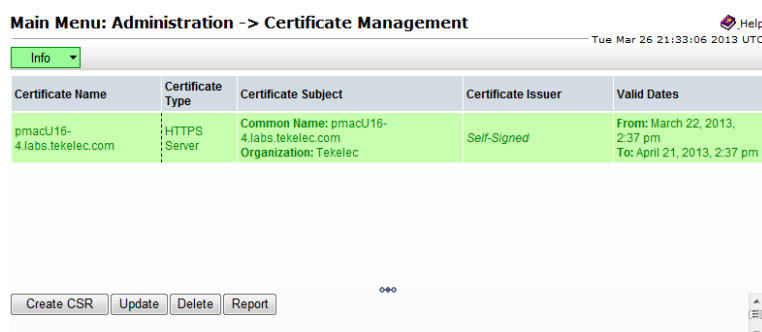 Main Menu: Administration -> Certificate Management
Help
Tue Mar 26 21:33:06 2013 UTC
Info
Certificate Name
Certificate Type
Certificate Subject
Certificate Issuer
Valid Dates
pmacU16-
4.labs.tekelec.com
HTTPS
Server
Common Name: pmacU16-
4.labs.tekelec.com
Organization: Tekelec
Self-Signed
From: March 22, 2013,
2:37 pm
To: April 21, 2013, 2:37 pm
Create CSR
Update
Delete
Report